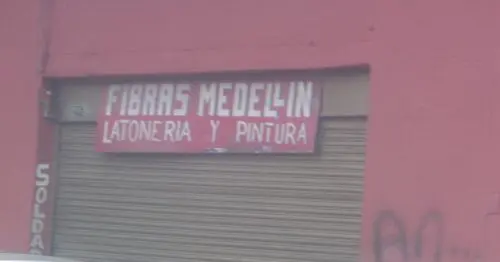 FIBRAS MEDELLIN
LATONERIA Y PINTURA
SOLDA